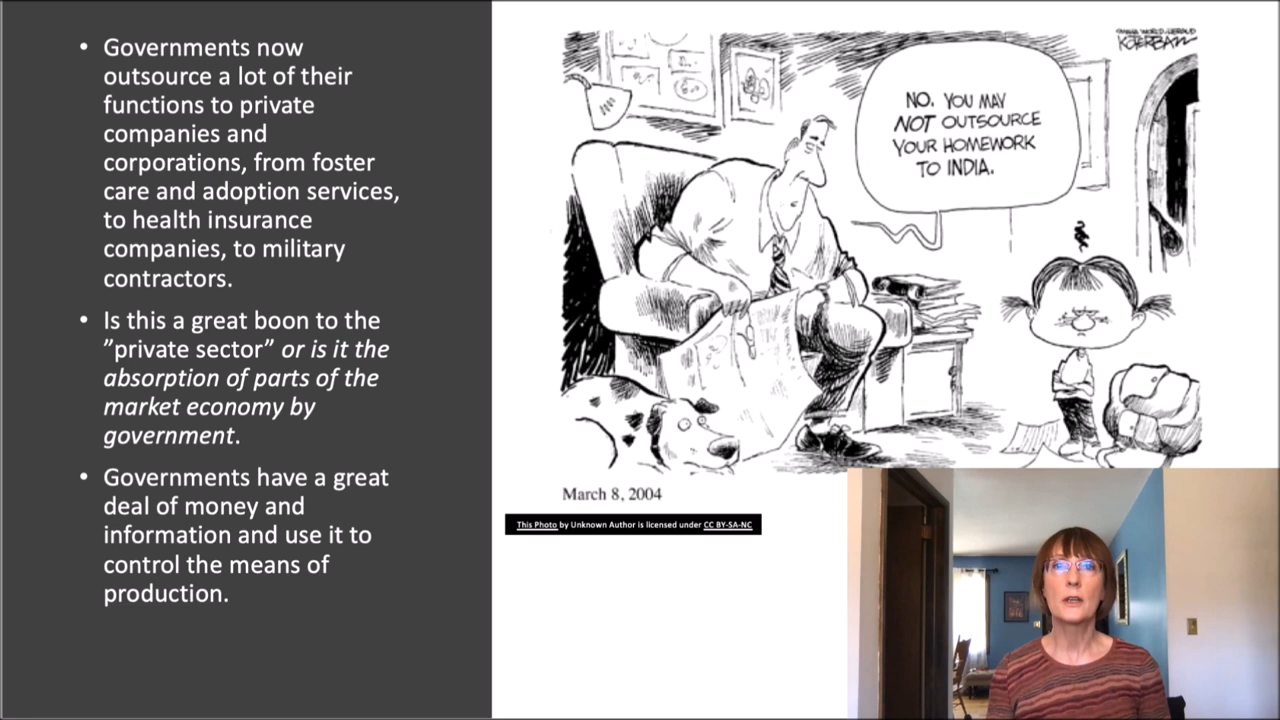 • Governments now
outsource a lot of their
functions to private
companies and
corporations, from foster
care and adoption services,
to health insurance
companies, to military
contractors.
• Is this a great boon to the
”private sector” or is it the
absorption of parts of the
market economy by
government.
• Governments have a great
deal of money and
information and use it to
control the means of
production.
OMAHA WORLD-HERALD
KOTERBA
NO. YOU MAY
NOT OUTSOURCE
YOUR HOMEWORK
TO INDIA.
March 8, 2004
This Photo by Unknown Author is licensed under CC BY-SA-NC